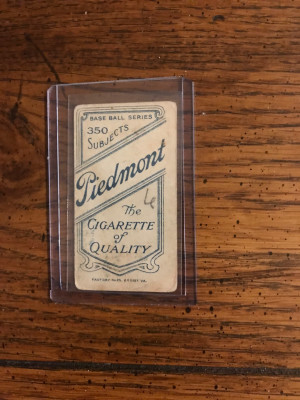 BASE BALL SERIES
350
SUBJECTS
Piedmont
The
CIGARETTE
of
QUALITY